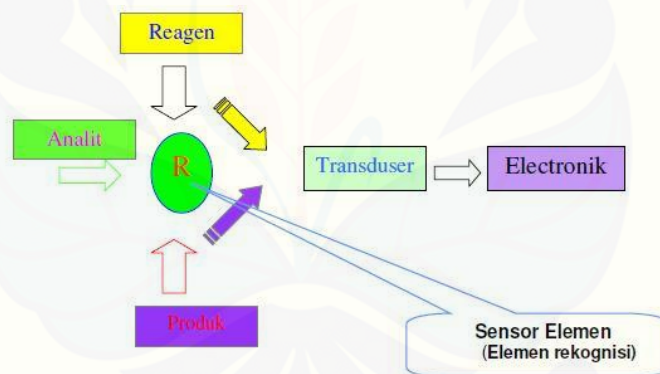 Reagen
Analit
R
Transduser
Electronik
Produk
Sensor Elemen
(Elemen rekognisi)